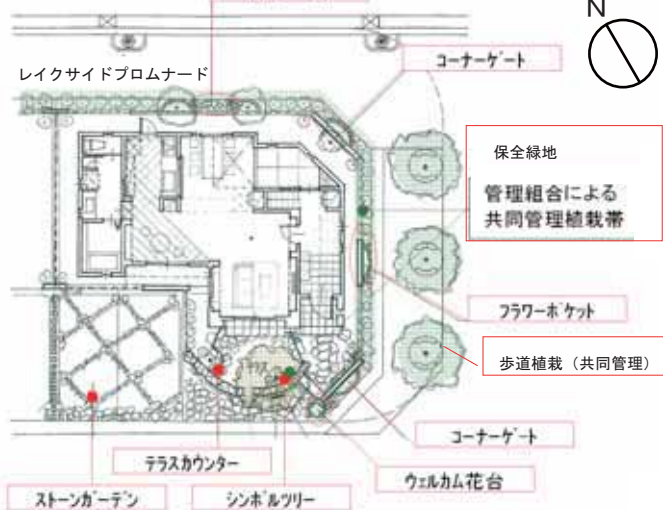 N
コーナーゲート
レイクサイドプロムナード
保全緑地
管理組合による
共同管理植栽帯
フラワーポケット
歩道植栽（共同管理）
コーナーゲート
テラスカウンター
ウェルカム花台
ストーンガーデン
シンボルツリー